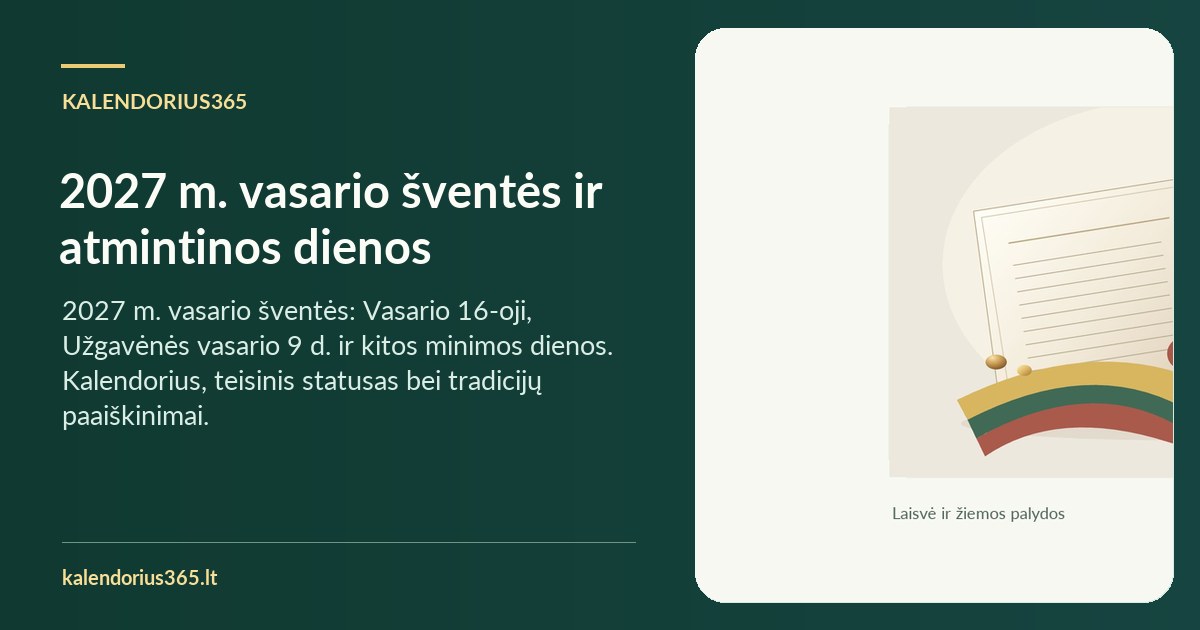 KALENDORIUS365
2027 m. vasario šventės ir
atmintinos dienos
2027 m. vasario šventės: Vasario 16-oji,
Užgavėnės vasario 9 d. ir kitos minimos dienos.
Kalendorius, teisinis statusas bei tradicijų
paaiškinimai.
kalendorius365.lt
Laisvė ir žiemos palydos